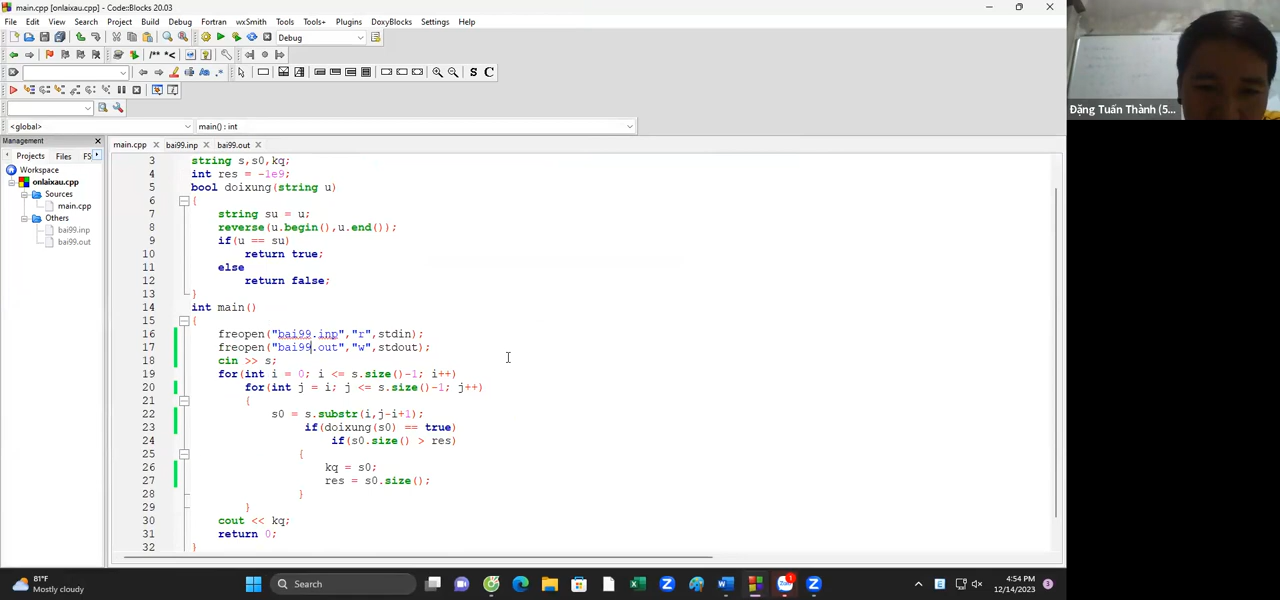 main.cpp [onlaixau.cpp] - Code::Blocks 20.03
File Edit View Search Project Build Debug Fortran wxSmith Tools Tools+ Plugins DoxyBlocks Settings Help
Debug
/** *<
S C
<global>
main() : int
Management
main.cpp bai99.inp bai99.out
Projects Files FS
Workspace
onlaixau.cpp
Sources
main.cpp
Others
bai99.inp
bai99.out
3 string s,s0,kq;
4 int res = -1e9;
5 bool doixung(string u)
6 {
7 string su = u;
8 reverse(u.begin(),u.end());
9 if(u == su)
10 return true;
11 else
12 return false;
13 }
14 int main()
15 {
16 freopen("bai99.inp","r",stdin);
17 freopen("bai99.out","w",stdout);
18 cin >> s;
19 for(int i = 0; i <= s.size()-1; i++)
20 for(int j = i; j <= s.size()-1; j++)
21 {
22 s0 = s.substr(i,j-i+1);
23 if(doixung(s0) == true)
24 if(s0.size() > res)
25 {
26 kq = s0;
27 res = s0.size();
28 }
29 }
30 cout << kq;
31 return 0;
32 }
Đặng Tuấn Thành (5...
81°F
Mostly cloudy
Search
1
4:54 PM
12/14/2023
3